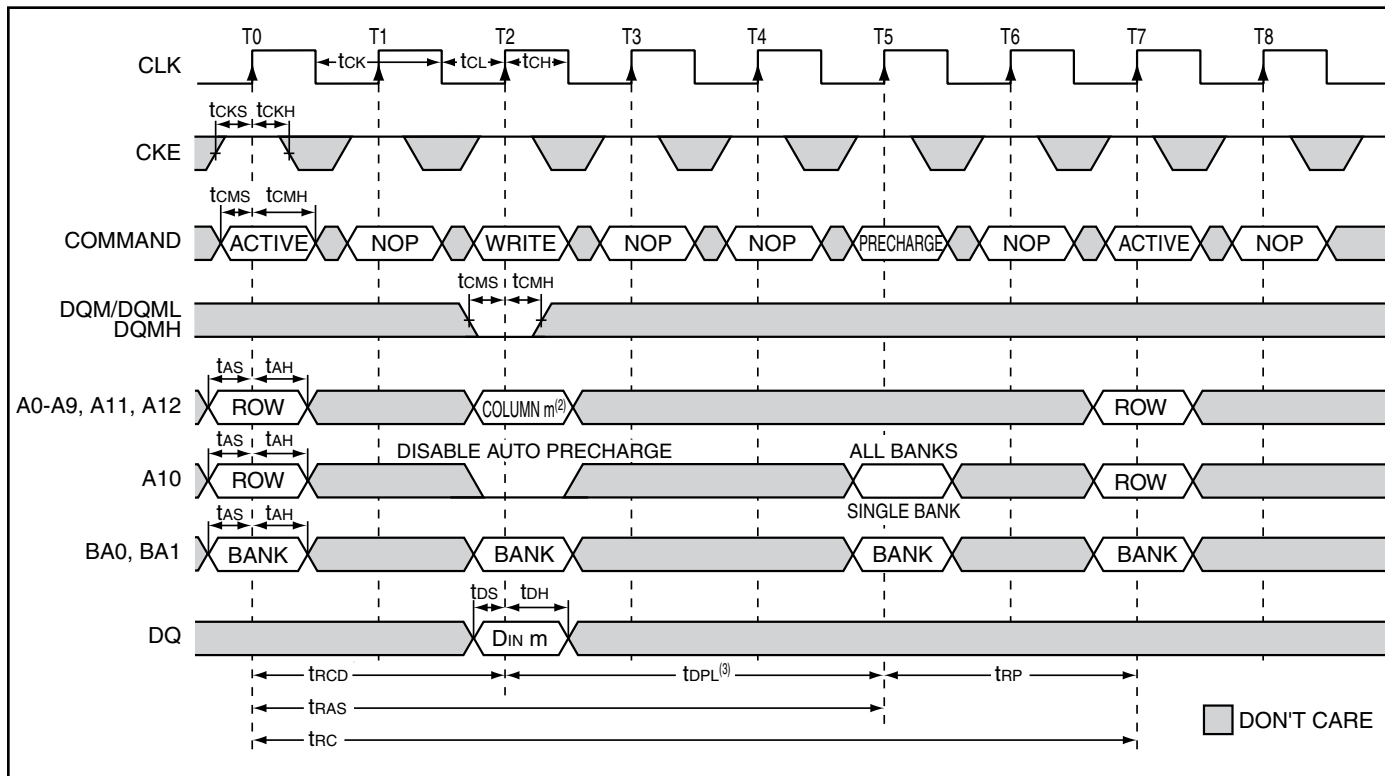 T0 T1 T2 T3 T4 T5 T6 T7 T8
CLK
tCK tCL tCH
tCKS tCKH
CKE
tCMS tCMH
COMMAND ACTIVE NOP WRITE NOP NOP PRECHARGE NOP ACTIVE NOP
tCMS tCMH
DQM/DQML
DQMH
tAS tAH
A0-A9, A11, A12 ROW COLUMN m(2) ROW
tAS tAH DISABLE AUTO PRECHARGE ALL BANKS
A10 ROW ROW
tAS tAH SINGLE BANK
BA0, BA1 BANK BANK BANK BANK
tDS tDH
DQ DIN m
tRCD tDPL(3) tRP
tRAS
DON'T CARE
tRC